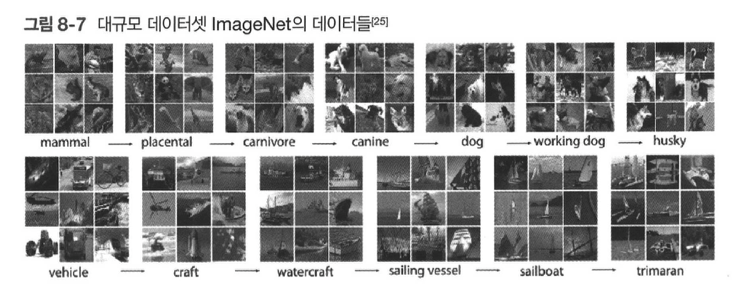 그림 8-7 대규모 데이터셋 ImageNet의 데이터들[25]
mammal → placental → carnivore → canine → dog → working dog → husky
vehicle → craft → watercraft → sailing vessel → sailboat → trimaran